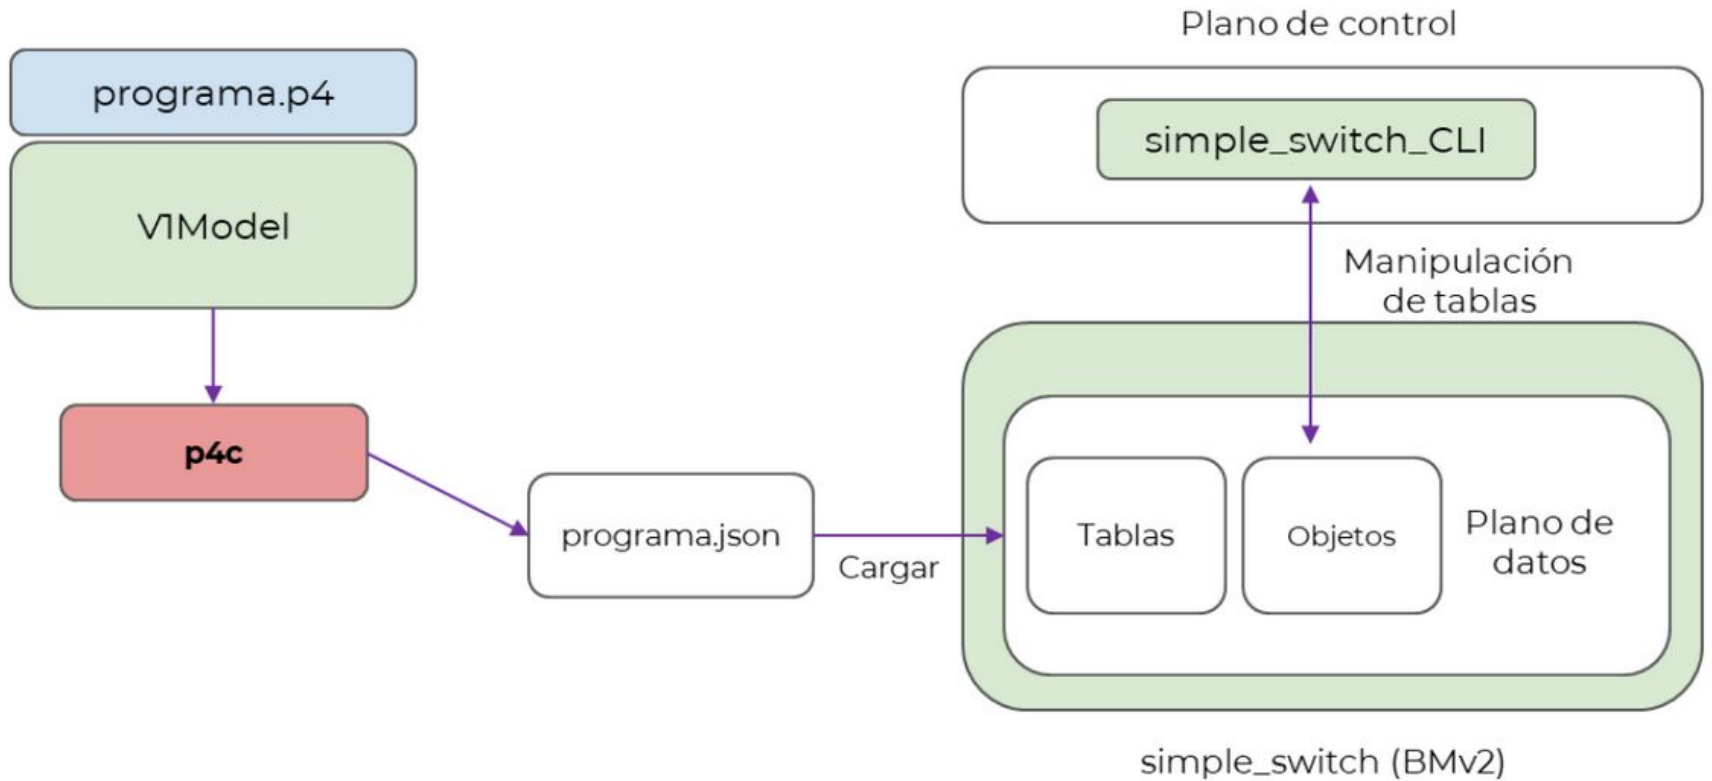 Plano de control
programa.p4
simple_switch_CLI
V1Model
Manipulación
de tablas
p4c
programa.json
Cargar
Tablas
Objetos
Plano de
datos
simple_switch (BMv2)